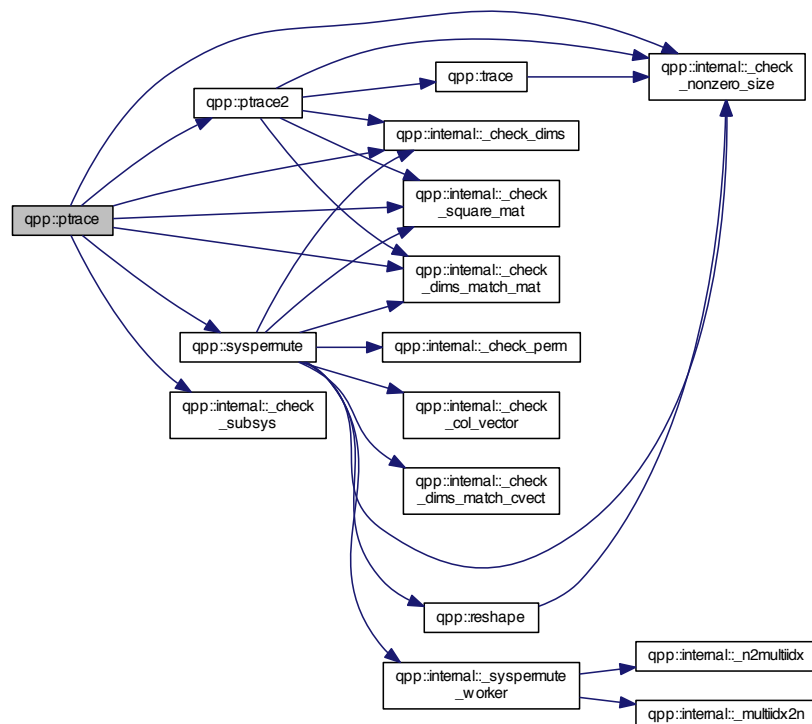 qpp::internal::_check
_nonzero_size
qpp::trace
qpp::ptrace2
qpp::internal::_check_dims
qpp::internal::_check
_square_mat
qpp::ptrace
qpp::internal::_check
_dims_match_mat
qpp::syspermute
qpp::internal::_check_perm
qpp::internal::_check
_subsys
qpp::internal::_check
_col_vector
qpp::internal::_check
_dims_match_cvect
qpp::reshape
qpp::internal::_n2multiidx
qpp::internal::_syspermute
_worker
qpp::internal::_multiidx2n